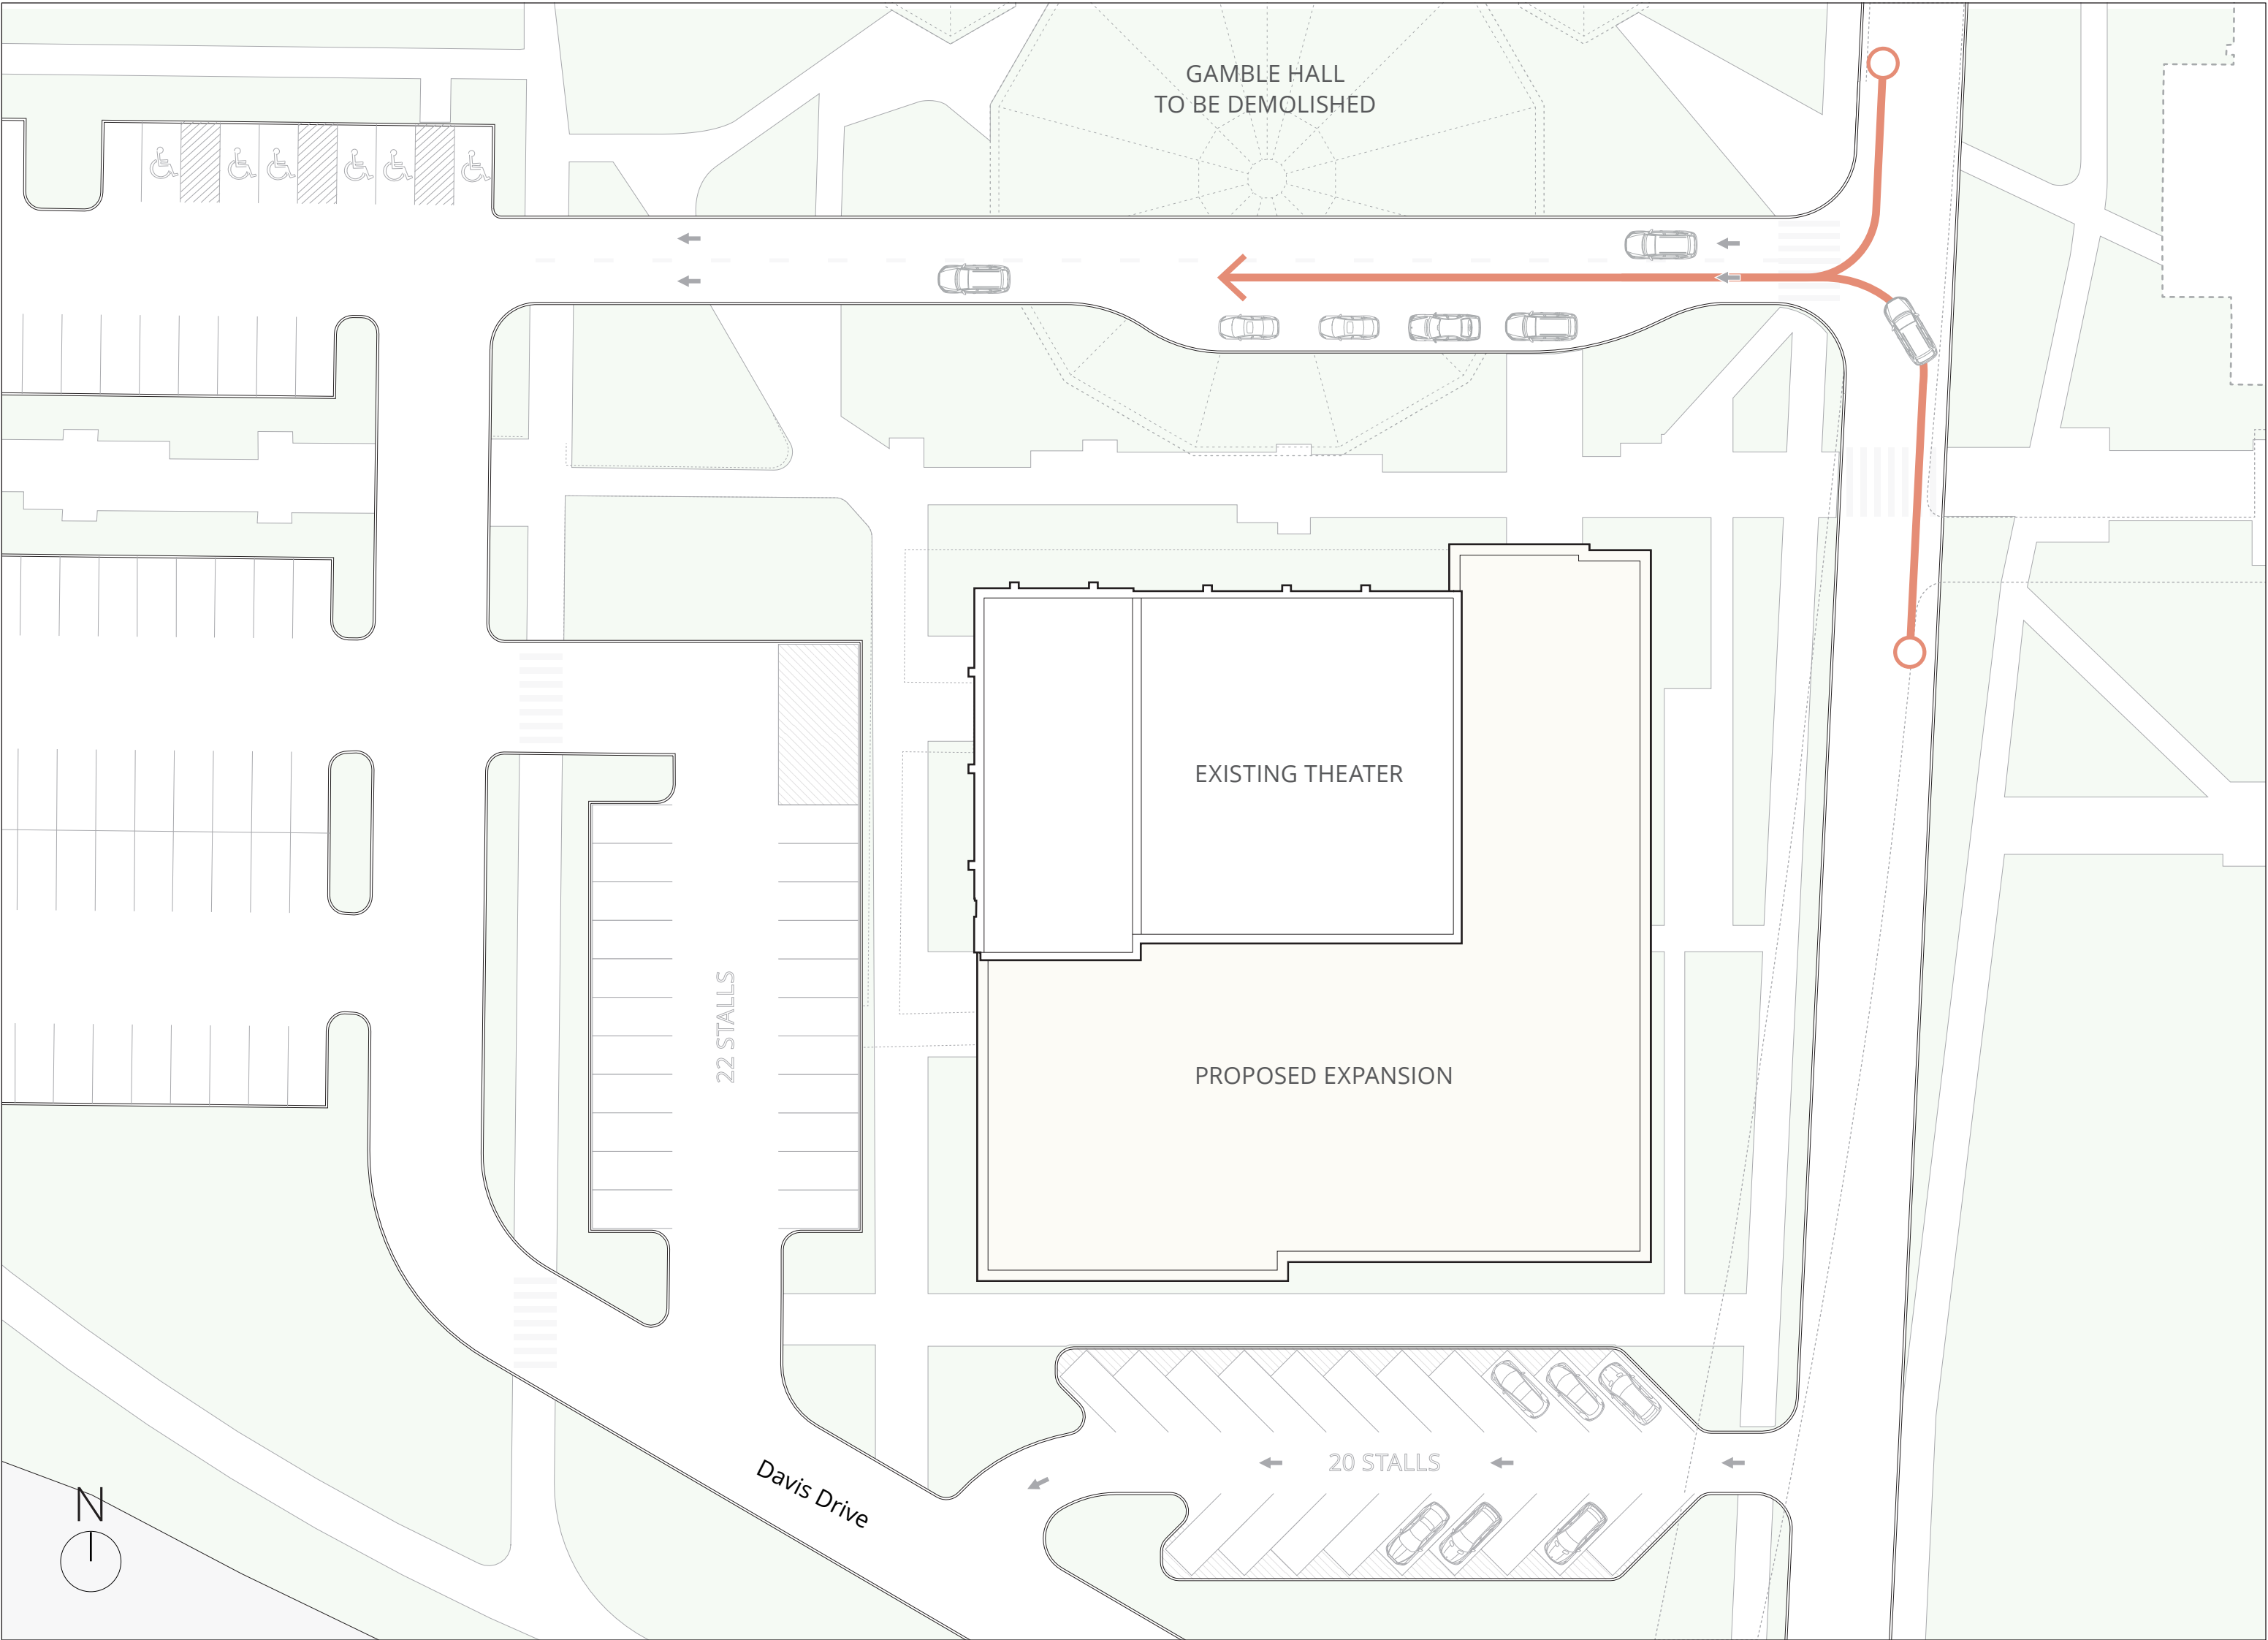 GAMBLE HALL
TO BE DEMOLISHED
EXISTING THEATER
22 STALLS
PROPOSED EXPANSION
20 STALLS
Davis Drive
N